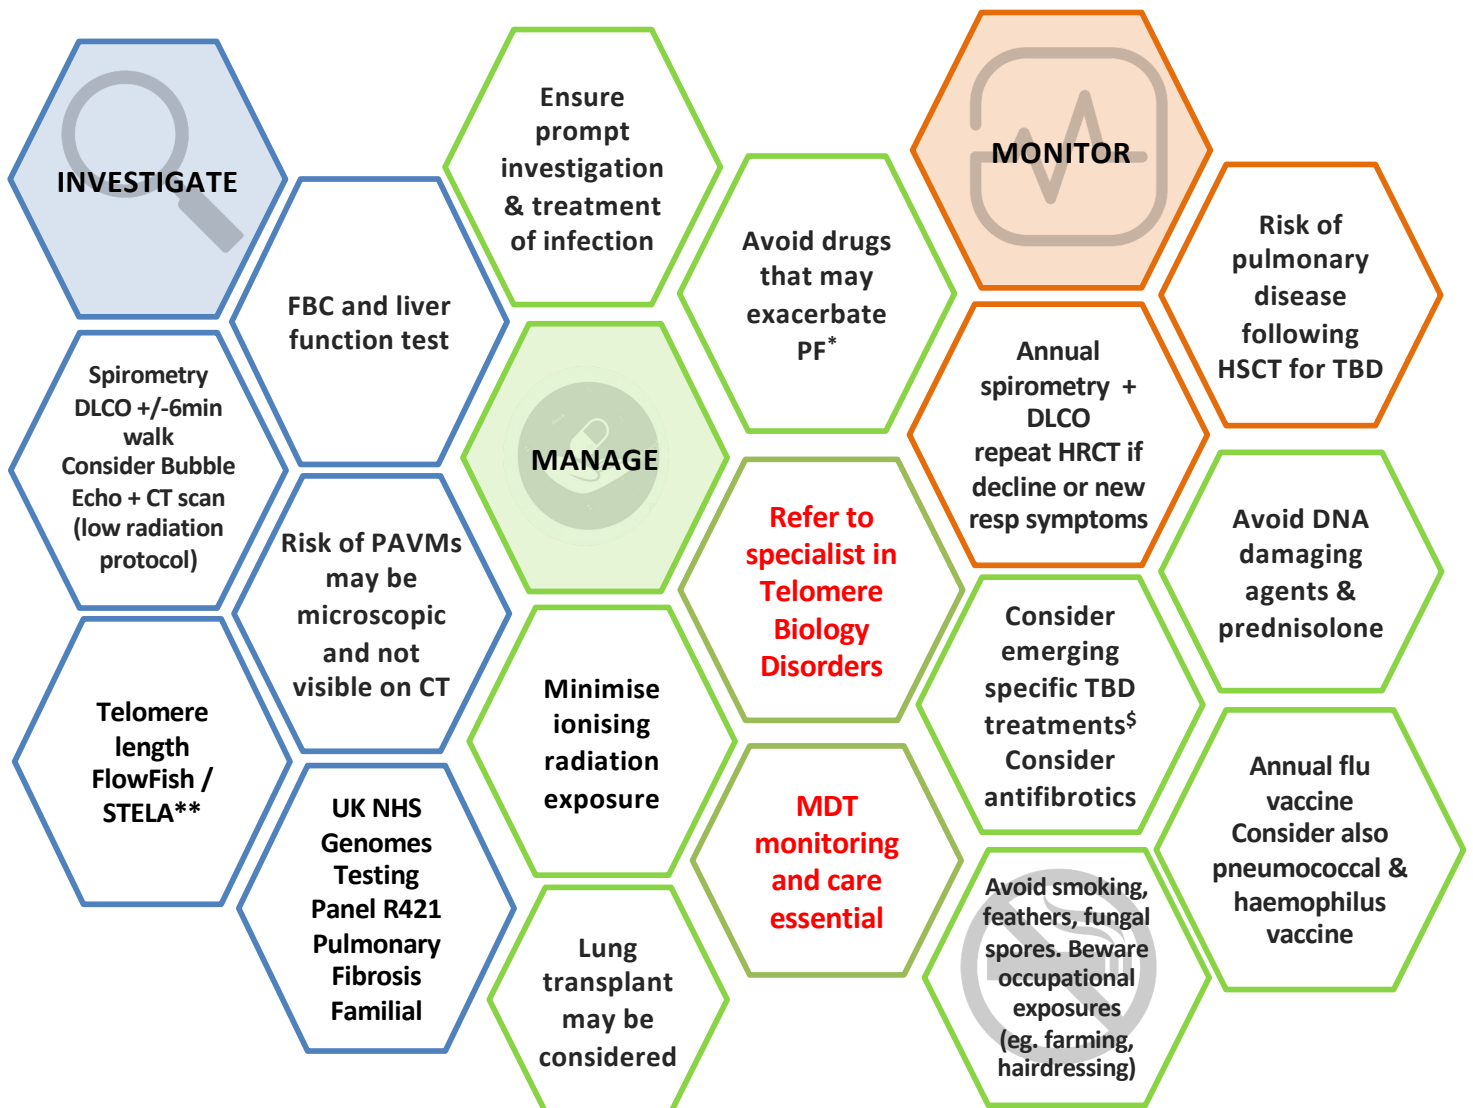 INVESTIGATE
FBC and liver
function test
Spirometry
DLCO +/-6min
walk
Consider Bubble
Echo + CT scan
(low radiation
protocol)
Risk of PAVMs
may be
microscopic
and not
visible on CT
Telomere
length
FlowFish /
STELA**
UK NHS
Genomes
Testing
Panel R421
Pulmonary
Fibrosis
Familial
Ensure
prompt
investigation
& treatment
of infection
Avoid drugs
that may
exacerbate
PF*
MANAGE
Refer to
specialist in
Telomere
Biology
Disorders
Minimise
ionising
radiation
exposure
MDT
monitoring
and care
essential
Lung
transplant
may be
considered
MONITOR
Risk of
pulmonary
disease
following
HSCT for TBD
Annual
spirometry +
DLCO
repeat HRCT if
decline or new
resp symptoms
Avoid DNA
damaging
agents &
prednisolone
Consider
emerging
specific TBD
treatments$
Consider
antifibrotics
Annual flu
vaccine
Consider also
pneumococcal &
haemophilus
vaccine
Avoid smoking,
feathers, fungal
spores. Beware
occupational
exposures
(eg. farming,
hairdressing)